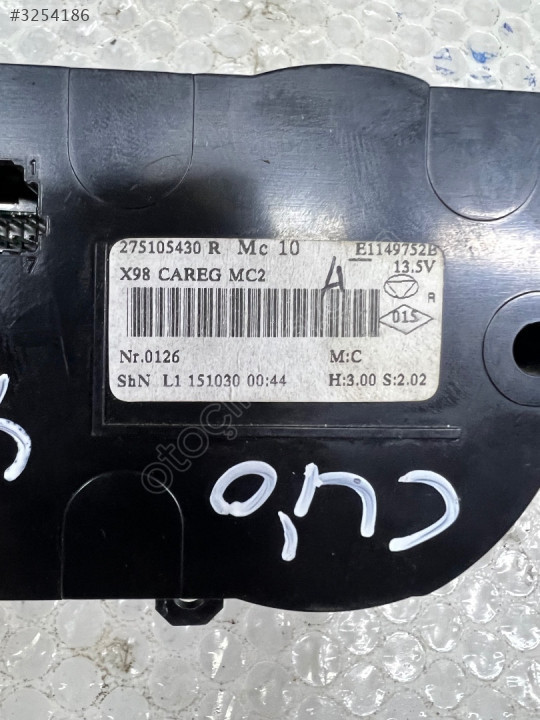 #3254186
275105430 R Mc 10 E1149752B
X98 CAREG MC2 A 13.5V
R
015
Nr.0126 M:C
ShN L1 151030 00:44 H:3.00 S:2.02
1